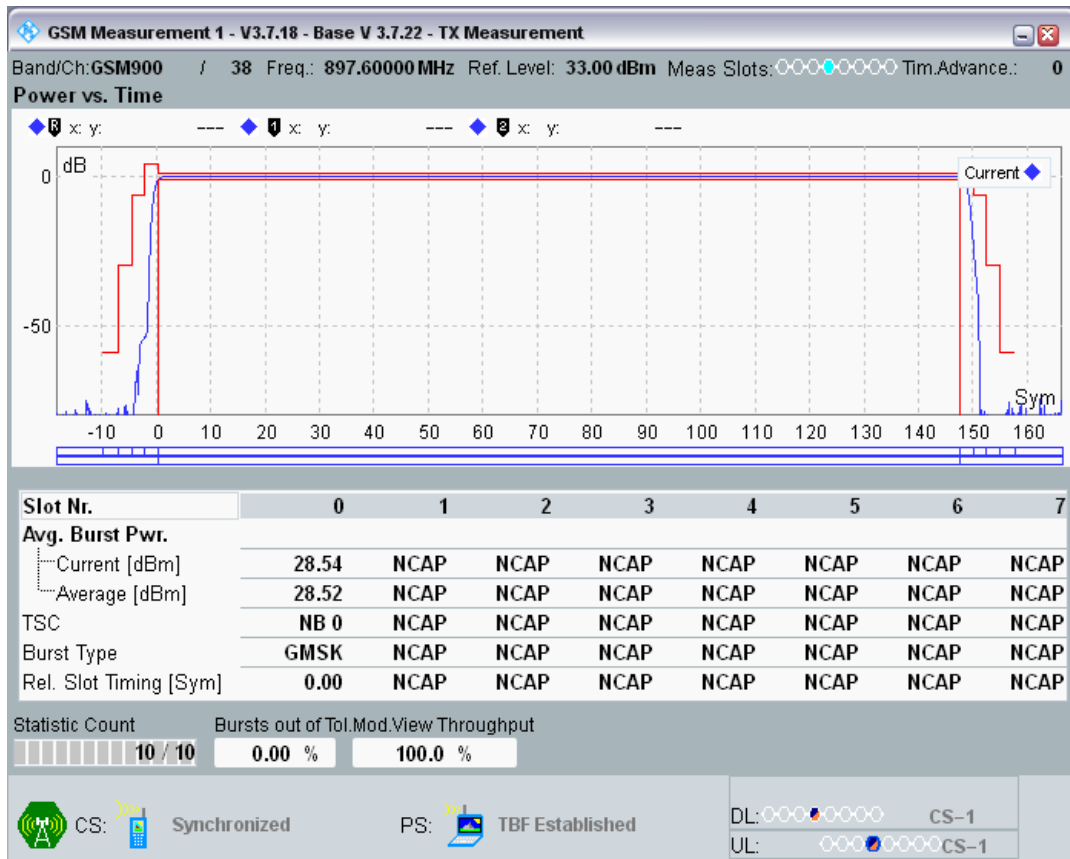 GSM Measurement 1 - V3.7.18 - Base V 3.7.22 - TX Measurement
Band/Ch:GSM900 / 38 Freq.: 897.60000 MHz Ref. Level: 33.00 dBm Meas Slots: Tim.Advance.: 0
Power vs. Time
R x: y: --- 1 x: y: --- 2 x: y: ---
dB
Current
0
-50
Sym
-10 0 10 20 30 40 50 60 70 80 90 100 110 120 130 140 150 160
Slot Nr. 0 1 2 3 4 5 6 7
Avg. Burst Pwr.
Current [dBm] 28.54 NCAP NCAP NCAP NCAP NCAP NCAP NCAP
Average [dBm] 28.52 NCAP NCAP NCAP NCAP NCAP NCAP NCAP
TSC NB 0 NCAP NCAP NCAP NCAP NCAP NCAP NCAP
Burst Type GMSK NCAP NCAP NCAP NCAP NCAP NCAP NCAP
Rel. Slot Timing [Sym] 0.00 NCAP NCAP NCAP NCAP NCAP NCAP NCAP
Statistic Count Bursts out of Tol. Mod.View Throughput
10 / 10 0.00 % 100.0 %
CS: Synchronized PS: TBF Established DL: CS-1
UL: CS-1